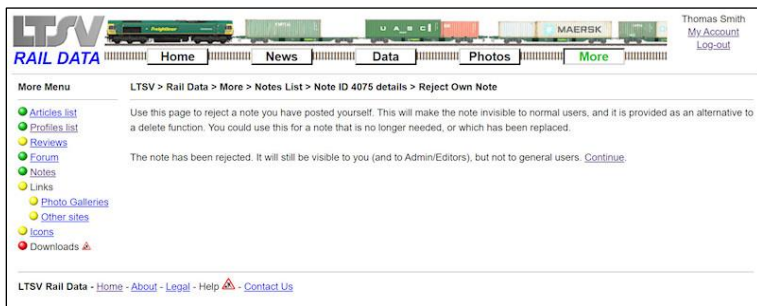 LTSV
RAIL DATA
Freightliner
U A S C
MAERSK
Thomas Smith
My Account
Log-out
Home
News
Data
Photos
More
More Menu
LTSV > Rail Data > More > Notes List > Note ID 4075 details > Reject Own Note
Articles list
Profiles list
Reviews
Forum
Notes
Links
Photo Galleries
Other sites
Icons
Downloads
Use this page to reject a note you have posted yourself. This will make the note invisible to normal users, and it is provided as an alternative to
a delete function. You could use this for a note that is no longer needed, or which has been replaced.
The note has been rejected. It will still be visible to you (and to Admin/Editors), but not to general users. Continue.
LTSV Rail Data - Home - About - Legal - Help - Contact Us